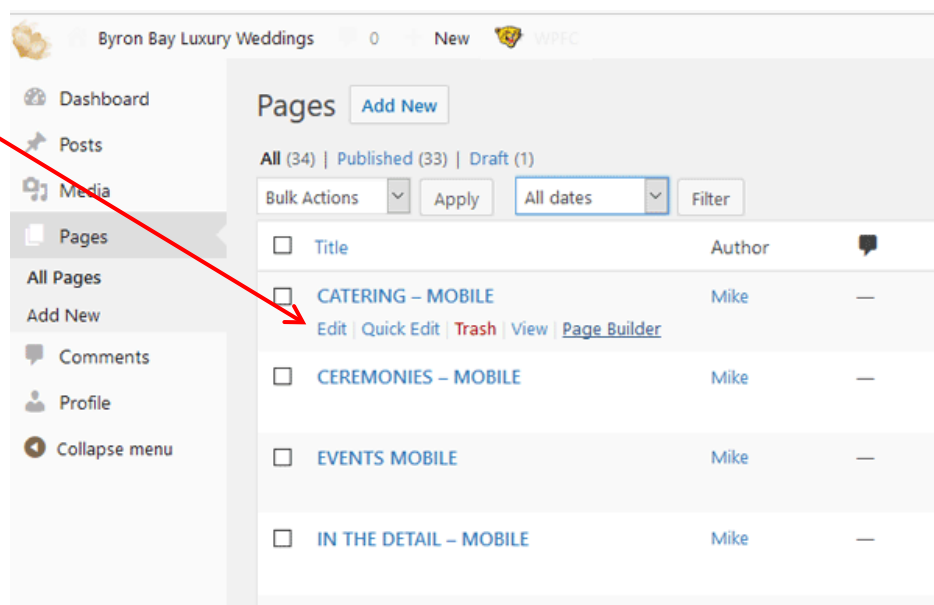 Byron Bay Luxury Weddings 0 New WPFC
Dashboard
Posts
Media
Pages
All Pages
Add New
Comments
Profile
Collapse menu
Pages Add New
All (34) | Published (33) | Draft (1)
Bulk Actions Apply All dates Filter
Title Author
CATERING – MOBILE Mike —
Edit | Quick Edit | Trash | View | Page Builder
CEREMONIES – MOBILE Mike —
EVENTS MOBILE Mike —
IN THE DETAIL – MOBILE Mike —